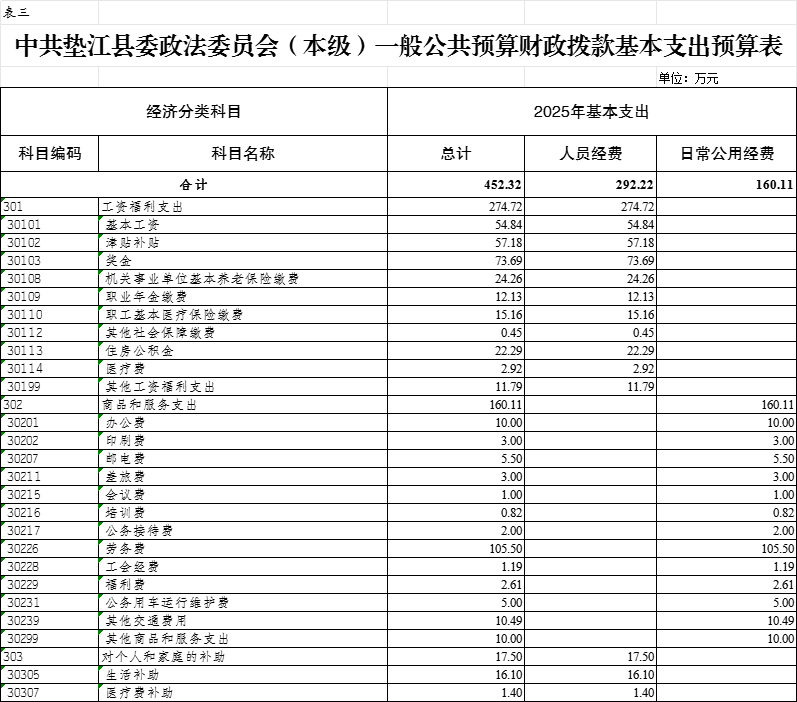 表三
中共垫江县委政法委员会（本级）一般公共预算财政拨款基本支出预算表
单位：万元
经济分类科目 2025年基本支出
科目编码 科目名称 总计 人员经费 日常公用经费
合计 452.32 292.22 160.11
301 工资福利支出 274.72 274.72
30101 基本工资 54.84 54.84
30102 津贴补贴 57.18 57.18
30103 奖金 73.69 73.69
30108 机关事业单位基本养老保险缴费 24.26 24.26
30109 职业年金缴费 12.13 12.13
30110 职工基本医疗保险缴费 15.16 15.16
30112 其他社会保障缴费 0.45 0.45
30113 住房公积金 22.29 22.29
30114 医疗费 2.92 2.92
30199 其他工资福利支出 11.79 11.79
302 商品和服务支出 160.11 160.11
30201 办公费 10.00 10.00
30202 印刷费 3.00 3.00
30207 邮电费 5.50 5.50
30211 差旅费 3.00 3.00
30215 会议费 1.00 1.00
30216 培训费 0.82 0.82
30217 公务接待费 2.00 2.00
30226 劳务费 105.50 105.50
30228 工会经费 1.19 1.19
30229 福利费 2.61 2.61
30231 公务用车运行维护费 5.00 5.00
30239 其他交通费用 10.49 10.49
30299 其他商品和服务支出 10.00 10.00
303 对个人和家庭的补助 17.50 17.50
30305 生活补助 16.10 16.10
30307 医疗费补助 1.40 1.40